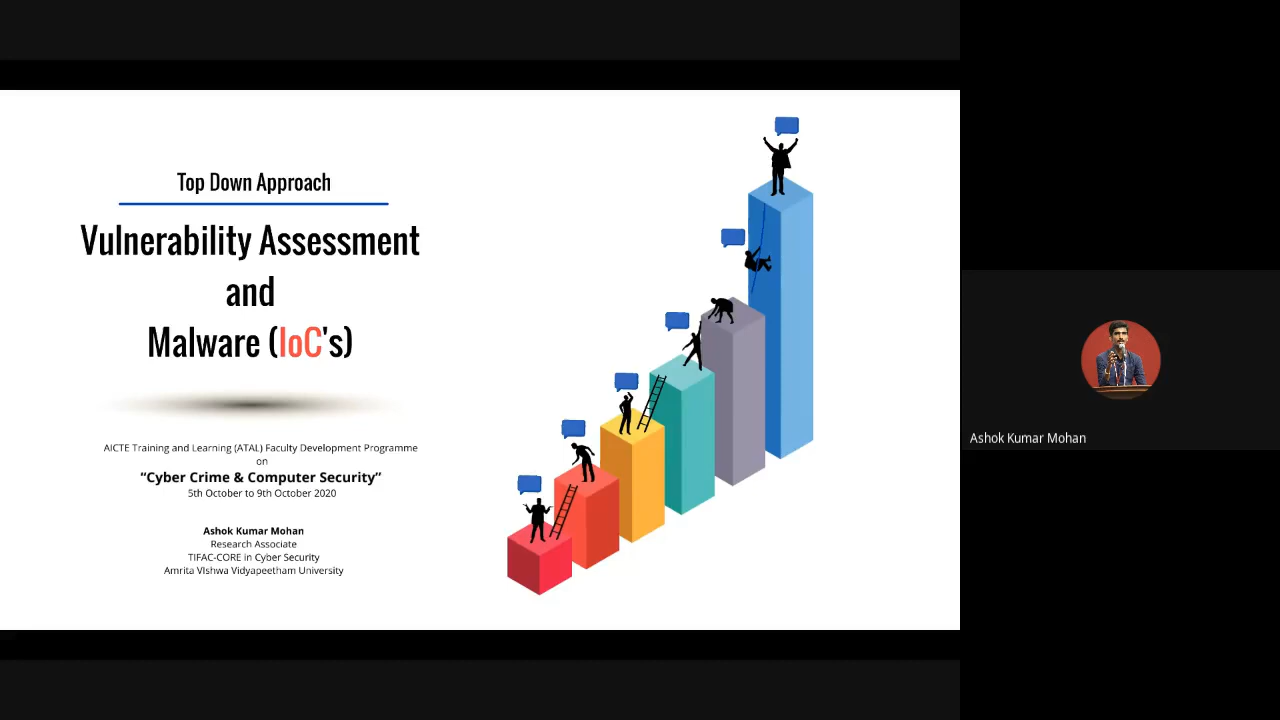 Top Down Approach
Vulnerability Assessment
and
Malware (IoC's)
AICTE Training and Learning (ATAL) Faculty Development Programme
on
“Cyber Crime & Computer Security”
5th October to 9th October 2020
Ashok Kumar Mohan
Research Associate
TIFAC-CORE in Cyber Security
Amrita VIshwa Vidyapeetham University
Ashok Kumar Mohan